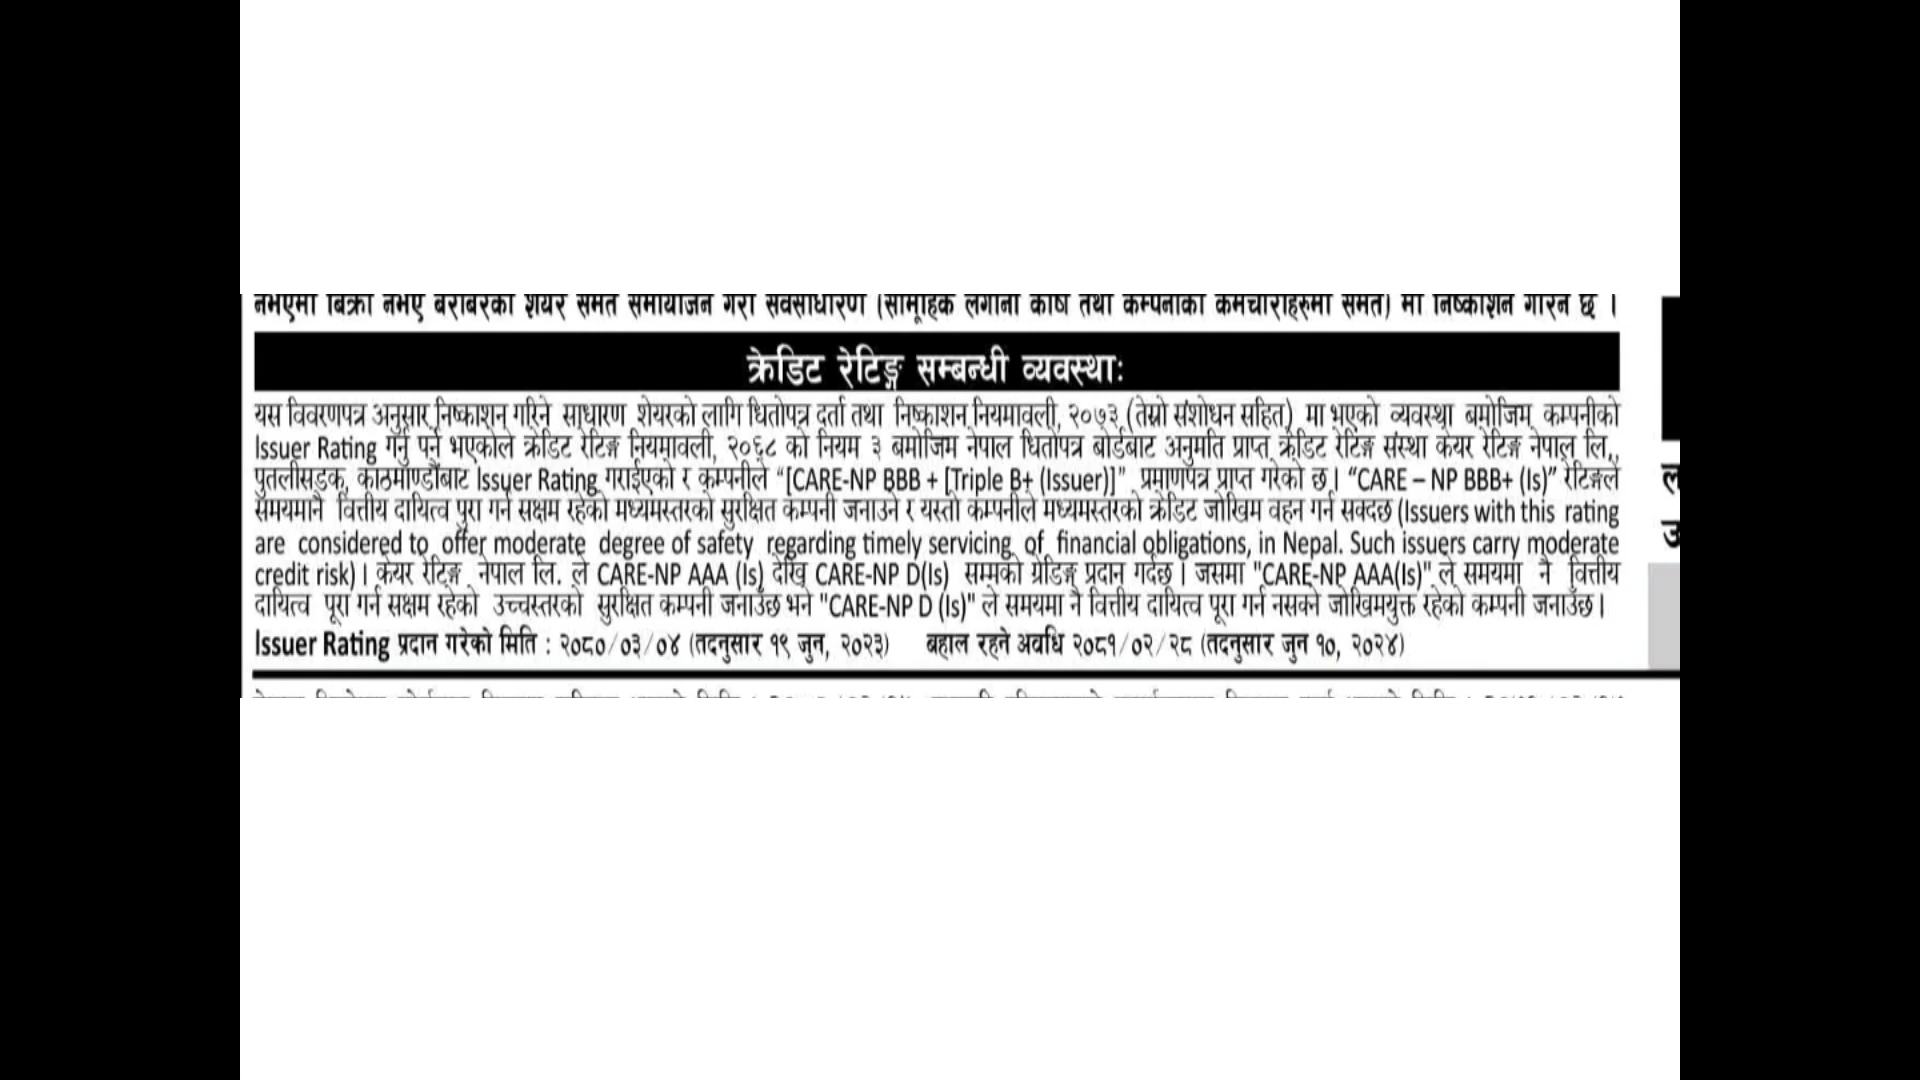 नभएमा बिक्री नभए बराबरको शेयर समेत समायोजन गरी सर्वसाधारण (सामूहिक लगानी कोष तथा कम्पनीका कर्मचारीहरुमा समेत) मा निष्काशन गरिने छ ।
क्रेडिट रेटिङ्ग सम्बन्धी व्यवस्थाः
यस विवरणपत्र अनुसार निष्काशन गरिने साधारण शेयरको लागि धितोपत्र दर्ता तथा निष्काशन नियमावली, २०७३ (तेस्रो संशोधन सहित) मा भएको व्यवस्था बमोजिम कम्पनीको
Issuer Rating गर्नु पर्ने भएकोले क्रेडिट रेटिङ्ग नियमावली, २०६८ को नियम ३ बमोजिम नेपाल धितोपत्र बोर्डबाट अनुमति प्राप्त क्रेडिट रेटिङ्ग संस्था केयर रेटिङ्ग नेपाल लि.,
पुतलीसडक, काठमाण्डौंबाट Issuer Rating गराईएको र कम्पनीले “[CARE-NP BBB + [Triple B+ (Issuer)]” प्रमाणपत्र प्राप्त गरेको छ । “CARE – NP BBB+ (Is)” रेटिङ्गले
समयमानै वित्तीय दायित्व पुरा गर्न सक्षम रहेको मध्यमस्तरको सुरक्षित कम्पनी जनाउने र यस्तो कम्पनीले मध्यमस्तरको क्रेडिट जोखिम वहन गर्न सक्दछ (Issuers with this rating
are considered to offer moderate degree of safety regarding timely servicing of financial obligations, in Nepal. Such issuers carry moderate
credit risk) । केयर रेटिङ्ग नेपाल लि. ले CARE-NP AAA (Is) देखि CARE-NP D(Is) सम्मको ग्रेडिङ्ग प्रदान गर्दछ । जसमा "CARE-NP AAA(Is)" ले समयमा नै वित्तीय
दायित्व पूरा गर्न सक्षम रहेको उच्चस्तरको सुरक्षित कम्पनी जनाउँछ भने "CARE-NP D (Is)" ले समयमा नै वित्तीय दायित्व पूरा गर्न नसक्ने जोखिमयुक्त रहेको कम्पनी जनाउँछ ।
Issuer Rating प्रदान गरेको मिति : २०८०/०३/०४ (तदनुसार १९ जुन, २०२३) बहाल रहने अवधि २०८१/०२/२८ (तदनुसार जुन १०, २०२४)